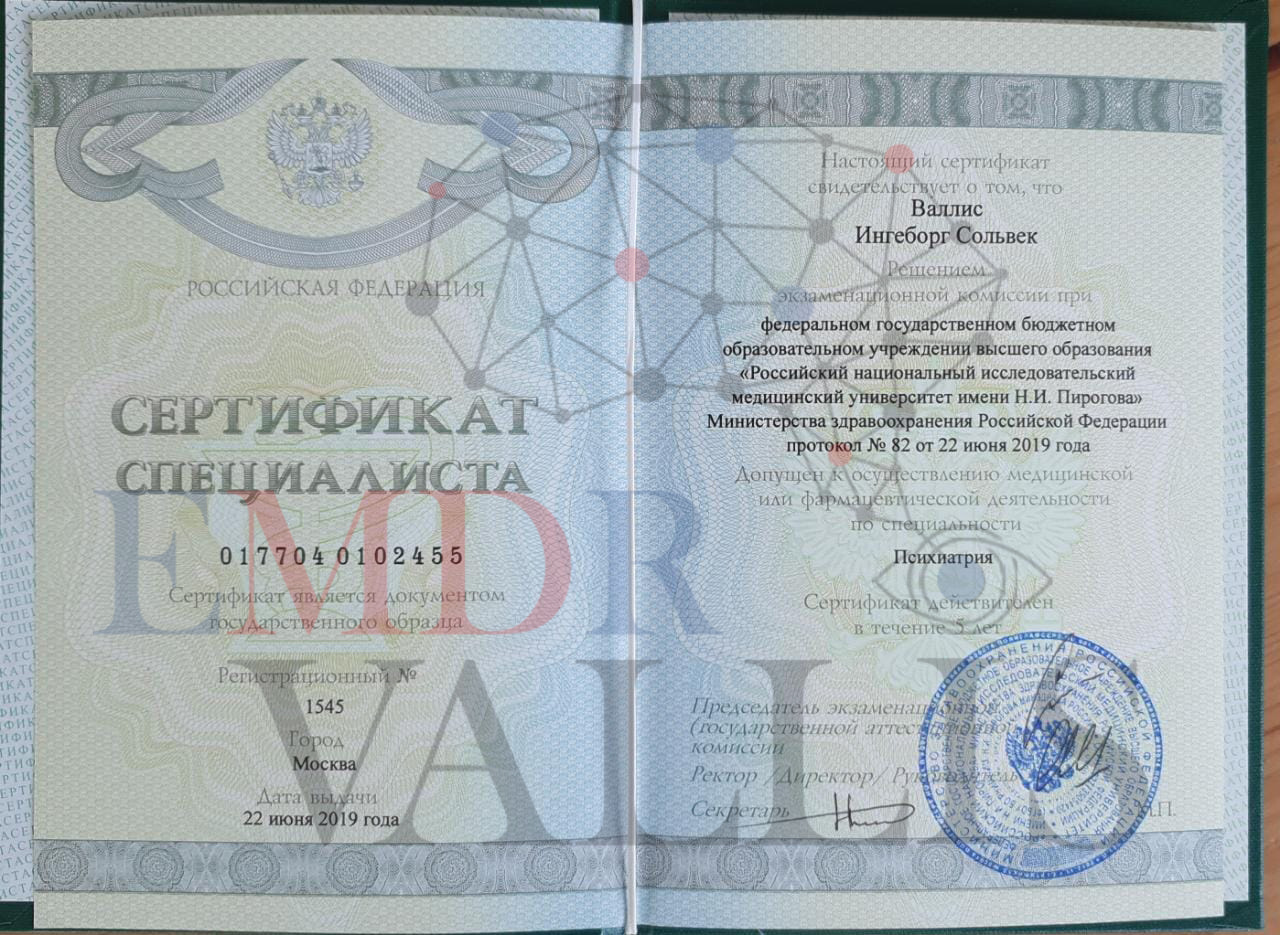 РОССИЙСКАЯ ФЕДЕРАЦИЯ
СЕРТИФИКАТ
СПЕЦИАЛИСТА
017704 0102455
Сертификат является документом
государственного образца
Регистрационный №
1545
Город
Москва
Дата выдачи
22 июня 2019 года
Настоящий сертификат
свидетельствует о том, что
Валлис
Ингеборг Сольвек
Решением
экзаменационной комиссии при
федеральном государственном бюджетном
образовательном учреждении высшего образования
«Российский национальный исследовательский
медицинский университет имени Н.И. Пирогова»
Министерства здравоохранения Российской Федерации
протокол № 82 от 22 июня 2019 года
Допущен к осуществлению медицинской
или фармацевтической деятельности
по специальности
Психиатрия
Сертификат действителен
в течение 5 лет
Председатель экзаменационной
(государственной аттестационной)
комиссии
Ректор /Директор/ Руководитель
Секретарь
М.П.
EMDR